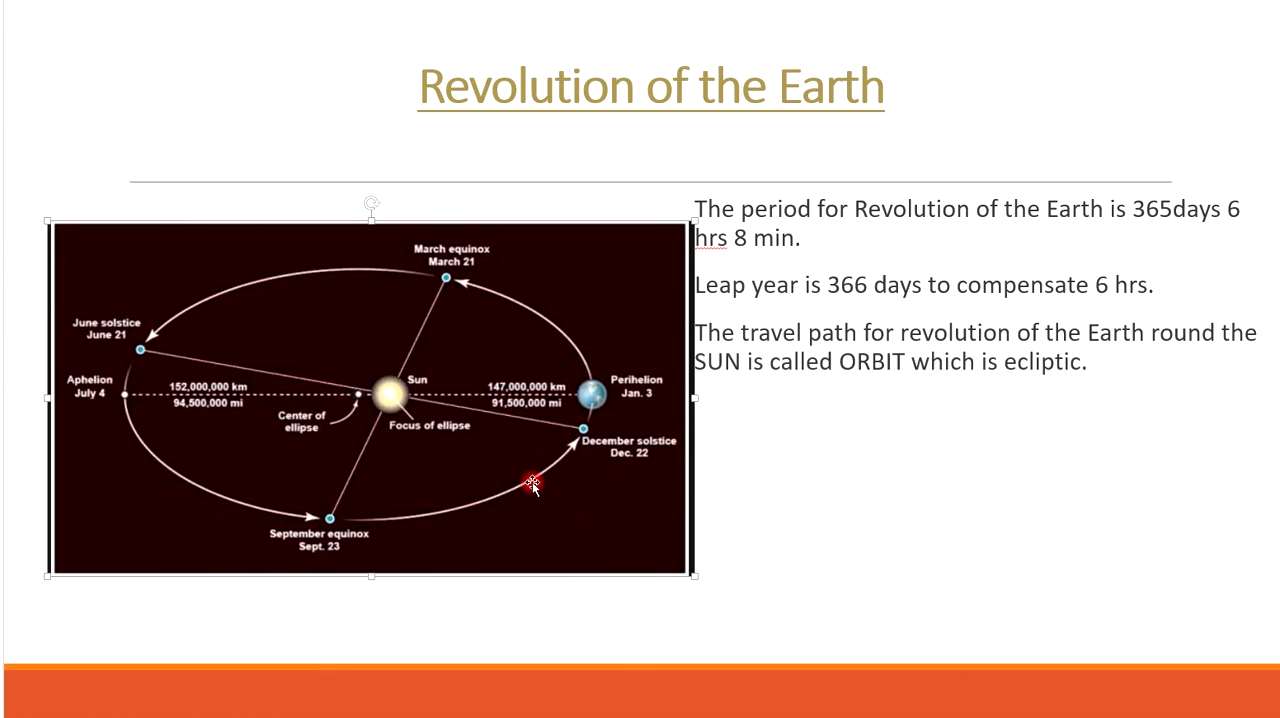 Revolution of the Earth
The period for Revolution of the Earth is 365days 6
hrs 8 min.
Leap year is 366 days to compensate 6 hrs.
The travel path for revolution of the Earth round the
SUN is called ORBIT which is ecliptic.
March equinox
March 21
June solstice
June 21
Aphelion
July 4
152,000,000 km
94,500,000 mi
Center of
ellipse
Sun
Focus of ellipse
147,000,000 km
91,500,000 mi
Perihelion
Jan. 3
December solstice
Dec. 22
September equinox
Sept. 23